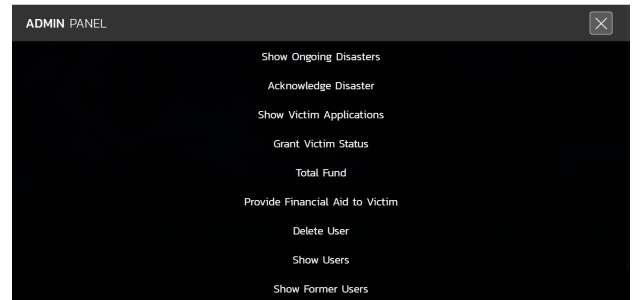 ADMIN PANEL
Show Ongoing Disasters
Acknowledge Disaster
Show Victim Applications
Grant Victim Status
Total Fund
Provide Financial Aid to Victim
Delete User
Show Users
Show Former Users